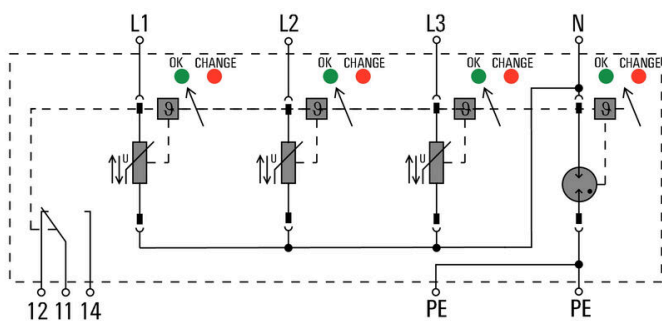 L1 L2 L3 N
OK CHANGE OK CHANGE OK CHANGE OK CHANGE
ϑ ϑ ϑ ϑ
U U U
12 11 14 PE PE